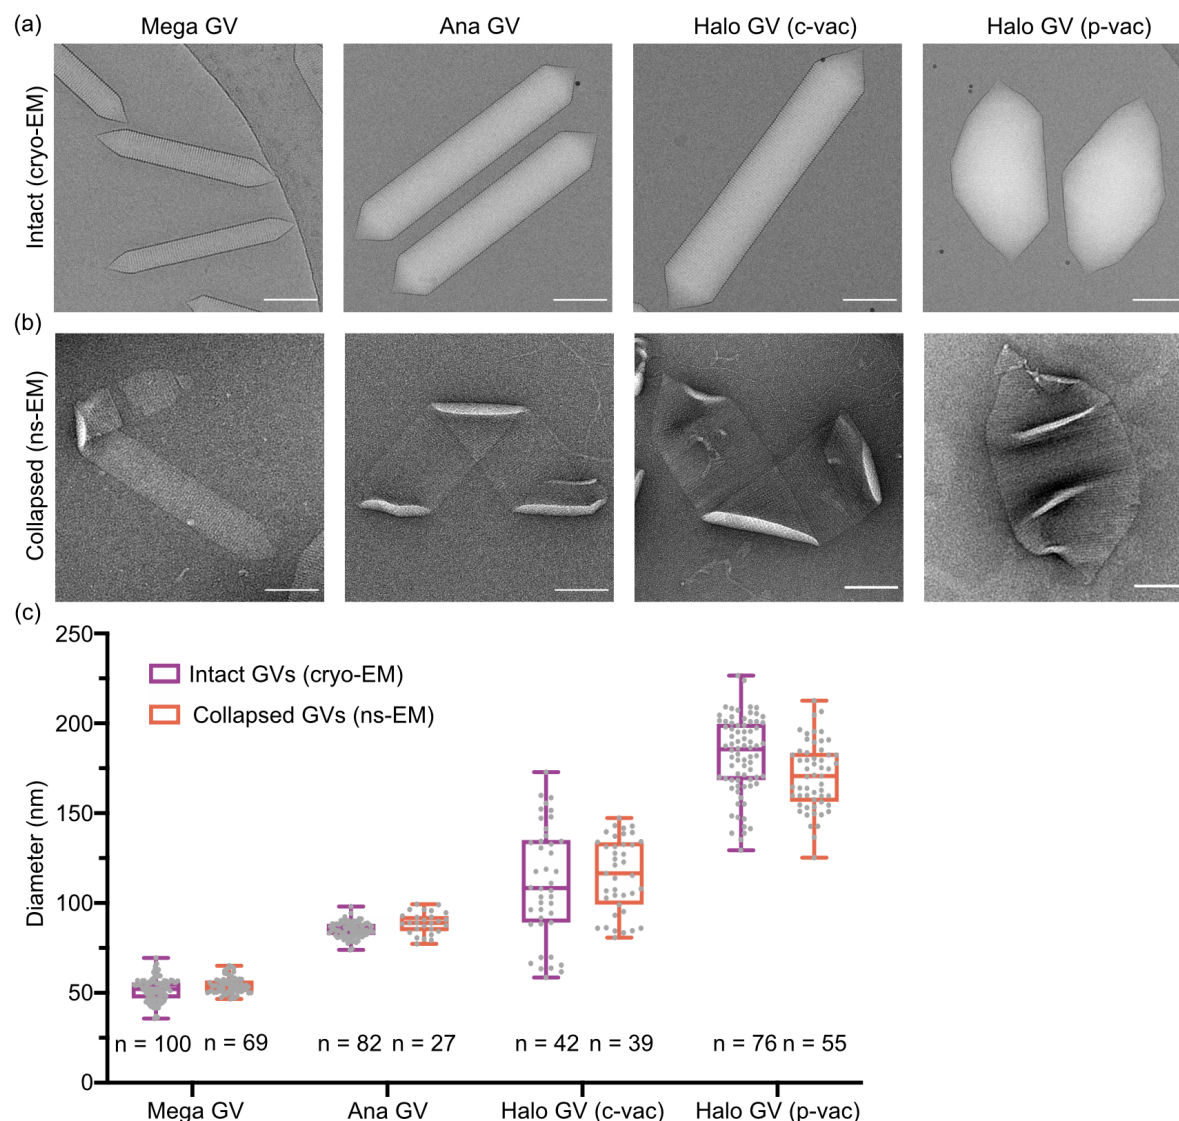 (a)
Mega GV
Ana GV
Halo GV (c-vac)
Halo GV (p-vac)
Intact (cryo-EM)
(b)
Collapsed (ns-EM)
(c)
250
200
150
100
50
0
Diameter (nm)
Intact GVs (cryo-EM)
Collapsed GVs (ns-EM)
n = 100 n = 69 n = 82 n = 27 n = 42 n = 39 n = 76 n = 55
Mega GV Ana GV Halo GV (c-vac) Halo GV (p-vac)